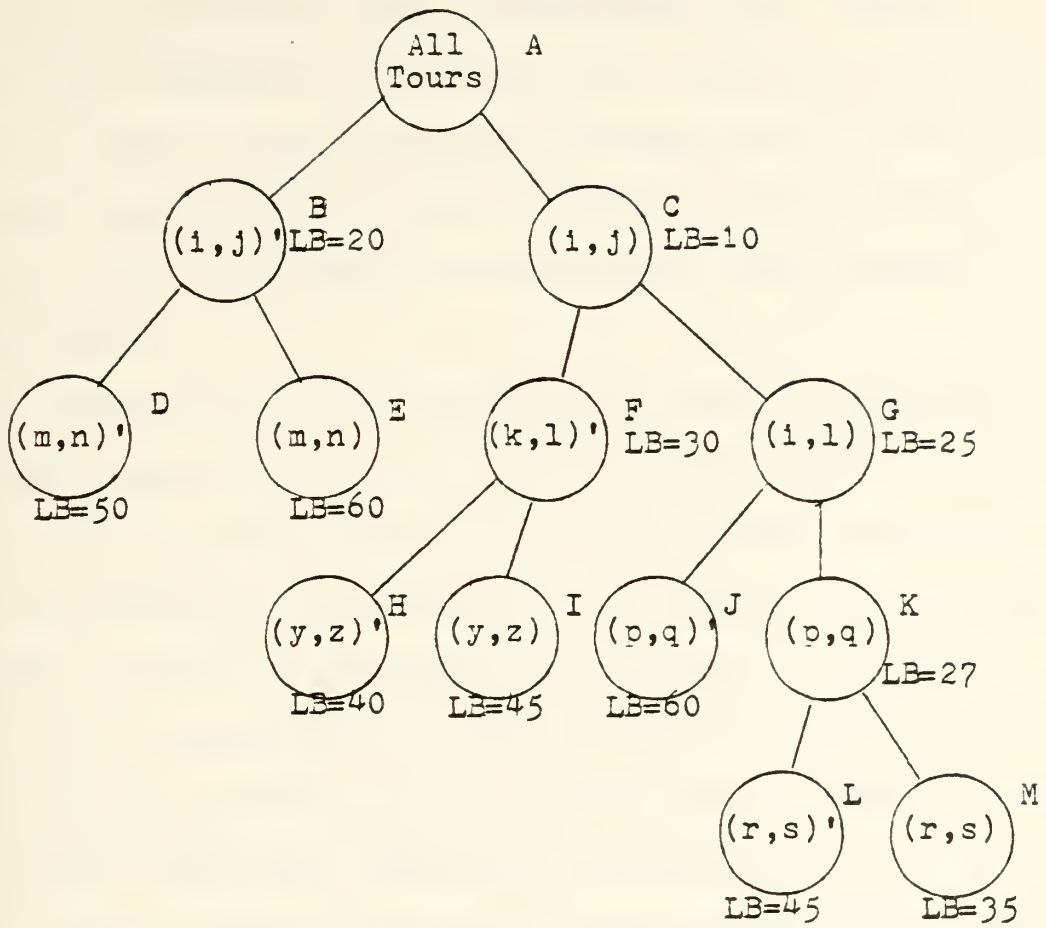 All
Tours
A
B
(i,j)'
LB=20
C
(i,j)
LB=10
D
(m,n)'
LB=50
E
(m,n)
LB=60
F
(k,l)'
LB=30
G
(i,l)
LB=25
H
(y,z)'
LB=40
I
(y,z)
LB=45
J
(p,q)'
LB=60
K
(p,q)
LB=27
L
(r,s)'
LB=45
M
(r,s)
LB=35